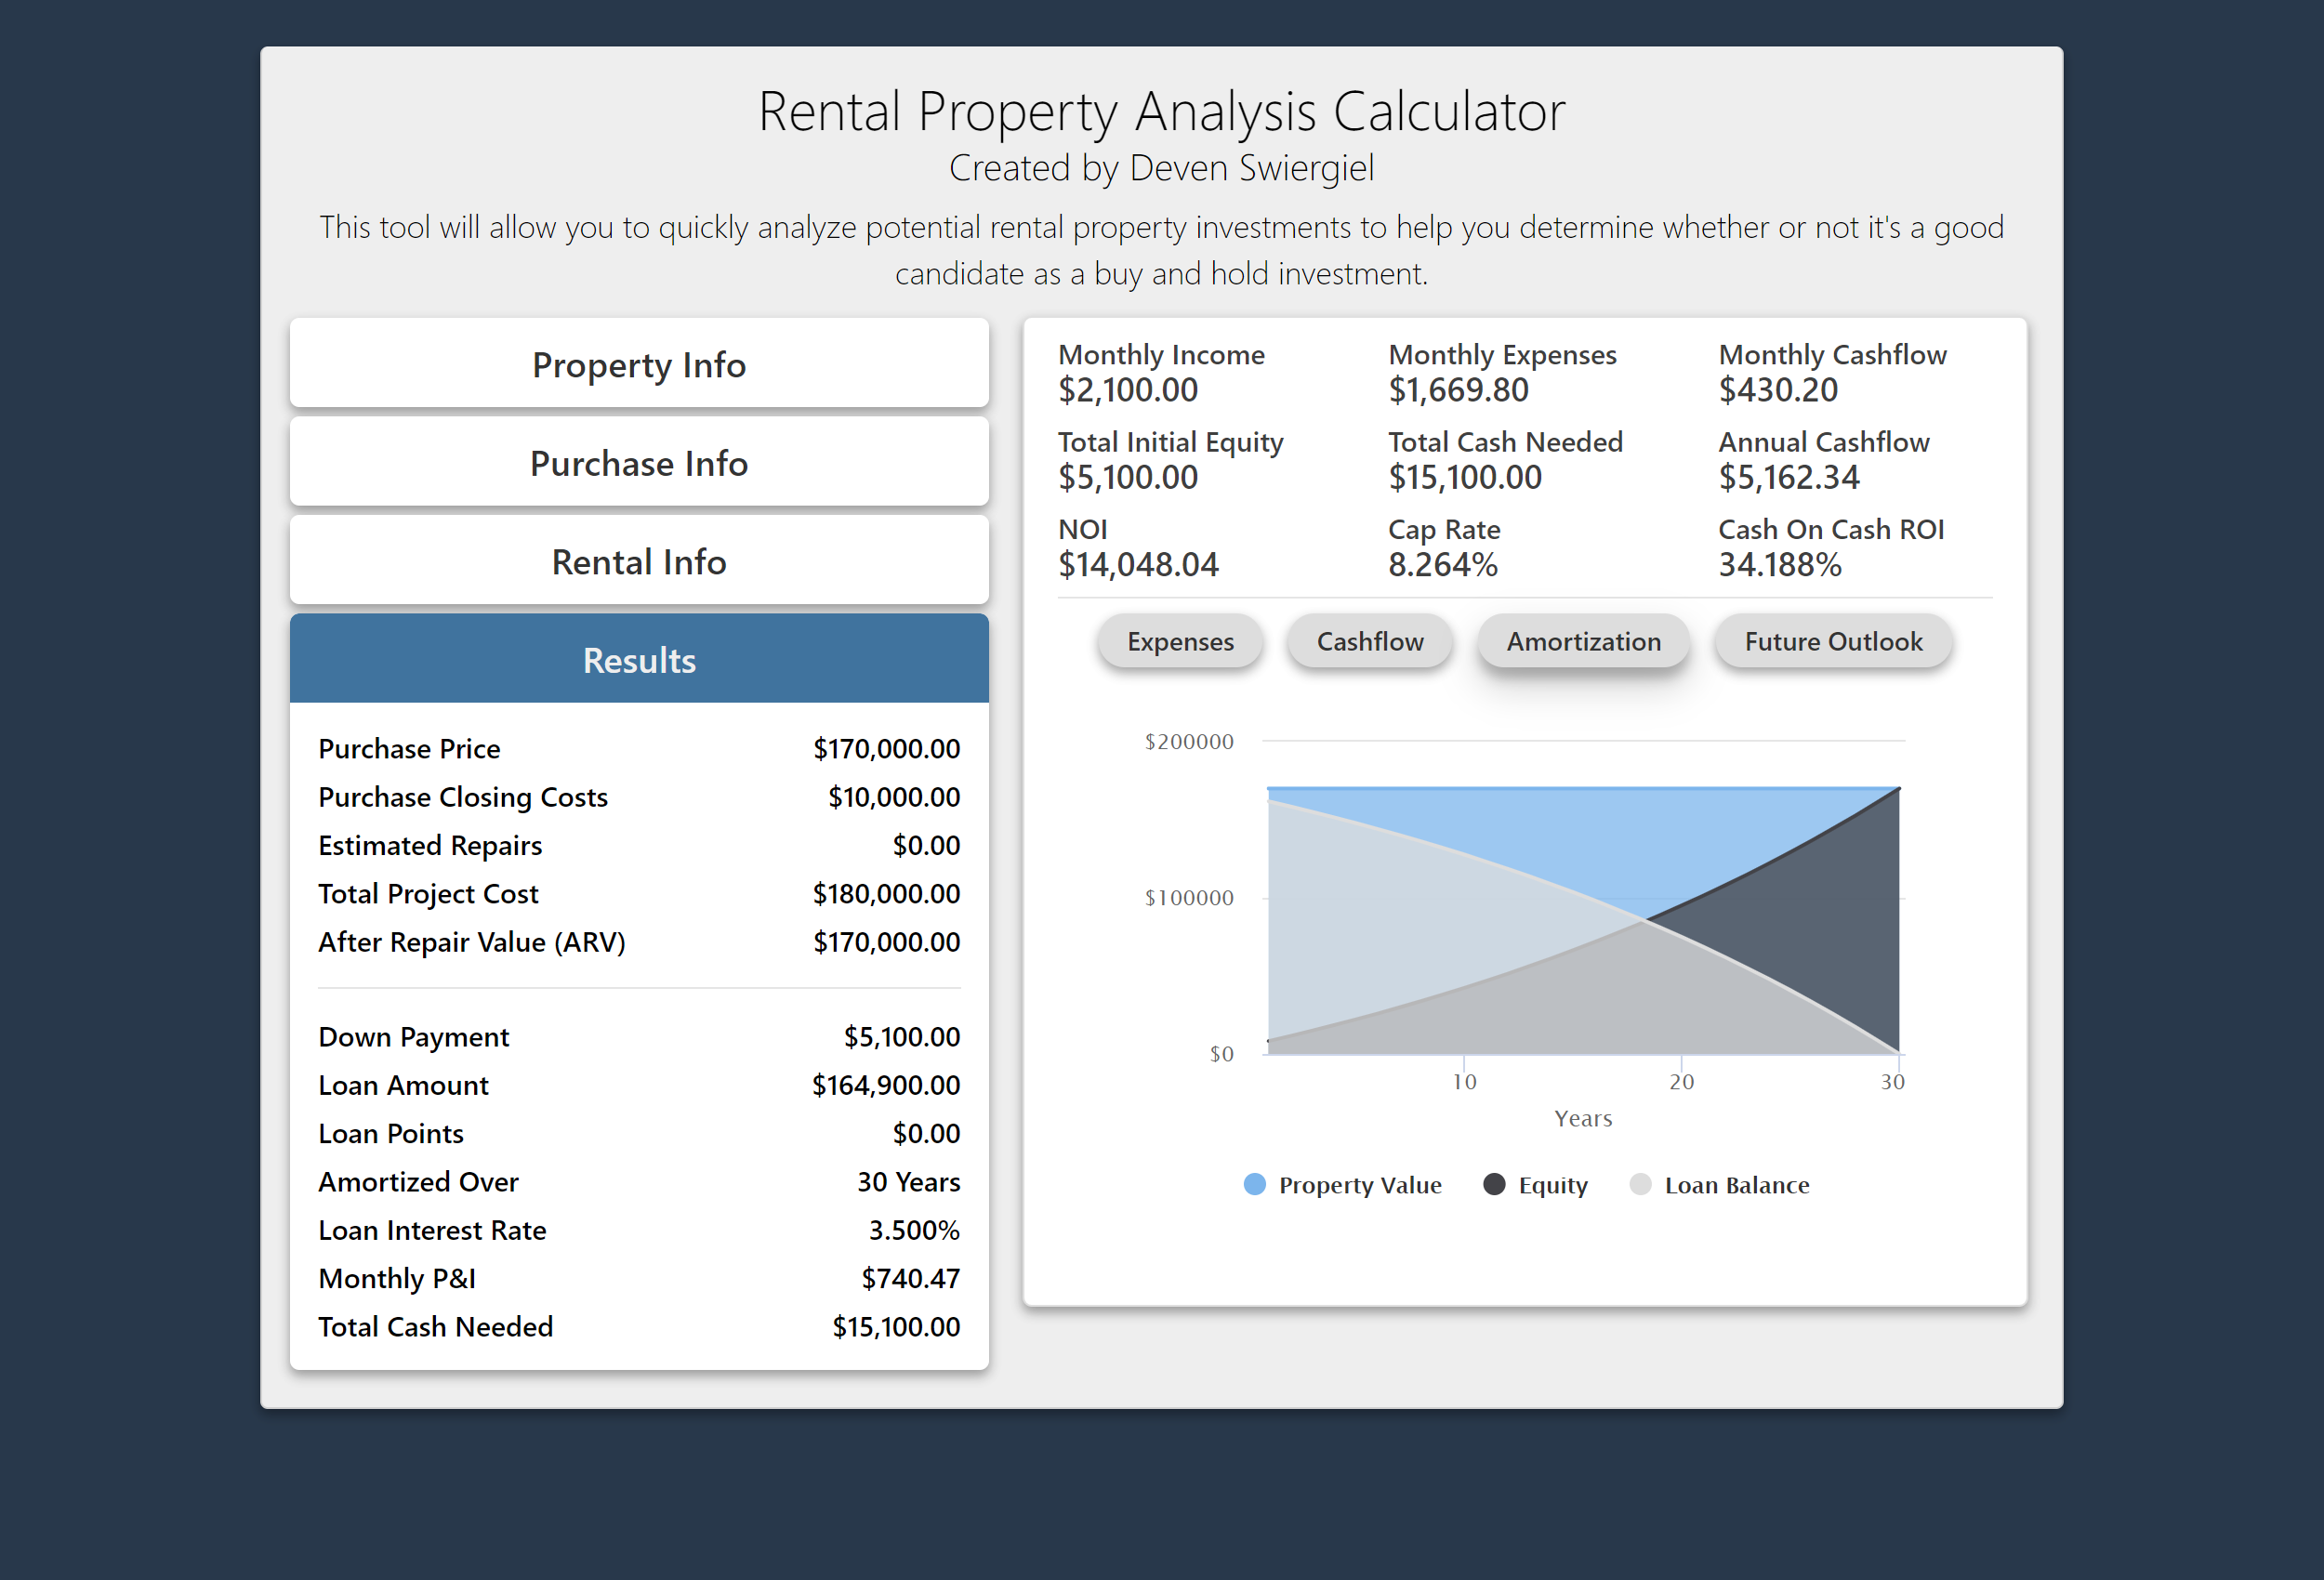 Rental Property Analysis Calculator
Created by Deven Swiergiel
This tool will allow you to quickly analyze potential rental property investments to help you determine whether or not it's a good
candidate as a buy and hold investment.
Property Info
Purchase Info
Rental Info
Results
Purchase Price $170,000.00
Purchase Closing Costs $10,000.00
Estimated Repairs $0.00
Total Project Cost $180,000.00
After Repair Value (ARV) $170,000.00
Down Payment $5,100.00
Loan Amount $164,900.00
Loan Points $0.00
Amortized Over 30 Years
Loan Interest Rate 3.500%
Monthly P&I $740.47
Total Cash Needed $15,100.00
Monthly Income Monthly Expenses Monthly Cashflow
$2,100.00 $1,669.80 $430.20
Total Initial Equity Total Cash Needed Annual Cashflow
$5,100.00 $15,100.00 $5,162.34
NOI Cap Rate Cash On Cash ROI
$14,048.04 8.264% 34.188%
Expenses Cashflow Amortization Future Outlook
$200000
$100000
$0
10 20 30
Years
Property Value Equity Loan Balance